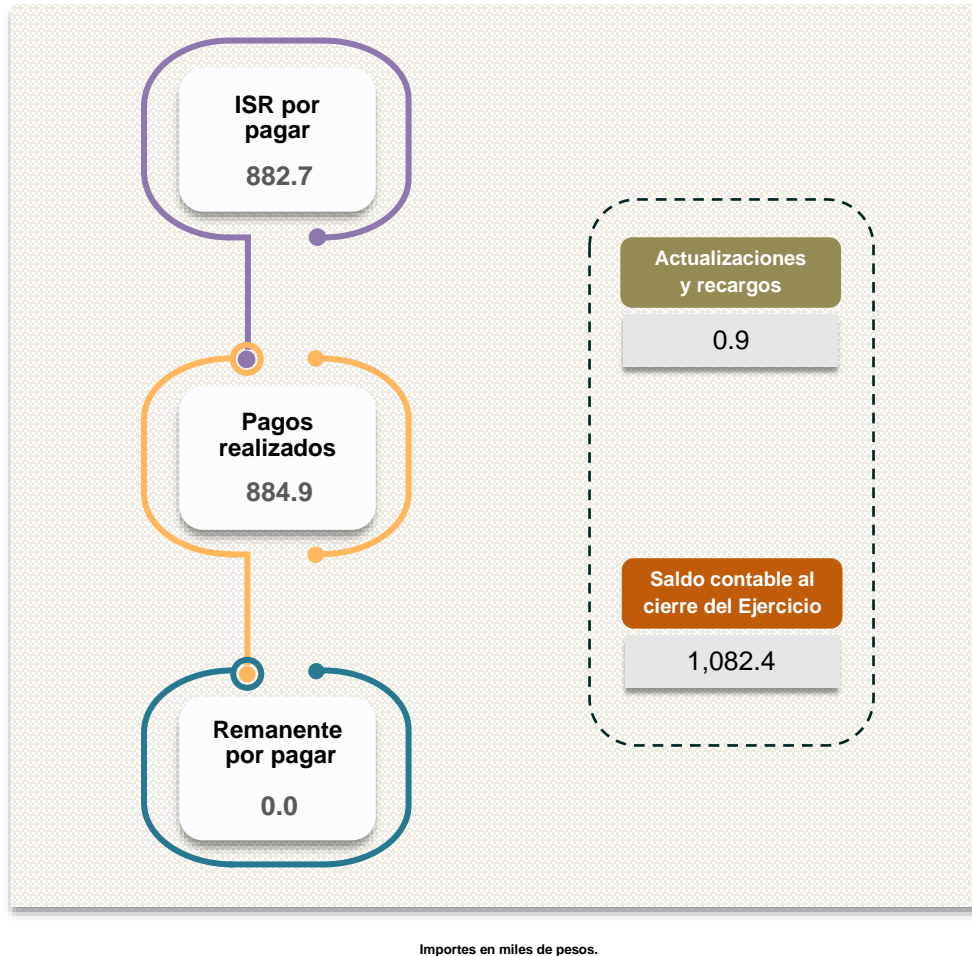 ISR por
pagar
882.7
Pagos
realizados
884.9
Remanente
por pagar
0.0
Actualizaciones
y recargos
0.9
Saldo contable al
cierre del Ejercicio
1,082.4
Importes en miles de pesos.